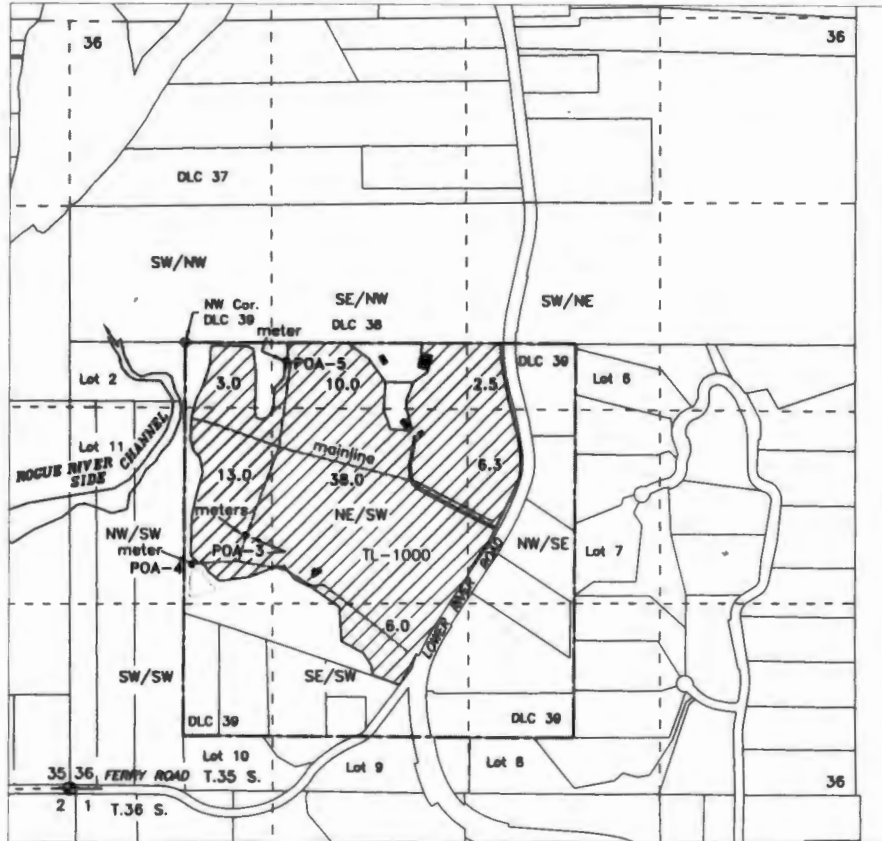 36
36
DLC 37
SW/NW
NW Cor.
DLC 39
SE/NW
DLC 38
SW/NE
meter
POA-5
DLC 39
Lot 2
3.0
10.0
2.5
Lot 6
Lot 11
ROGUE RIVER CHANNEL
SIDE
mainline
13.0
38.0
6.3
meters
NE/SW
NW/SW
meter
POA-4
POA-3
TL-1000
NW/SE
Lot 7
LOWER RIVER ROAD
6.0
SW/SW
SE/SW
DLC 39
DLC 39
Lot 10
Lot 9
Lot 8
35 36 FERRY ROAD T.35 S.
36
2 1 T.36 S.